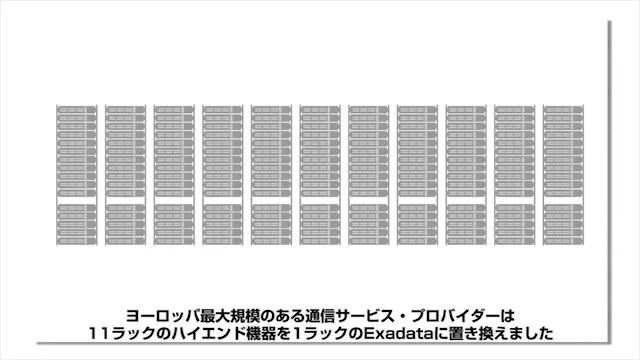 ヨーロッパ最大規模のある通信サービス・プロバイダーは
11ラックのハイエンド機器を1ラックのExadataに置き換えました